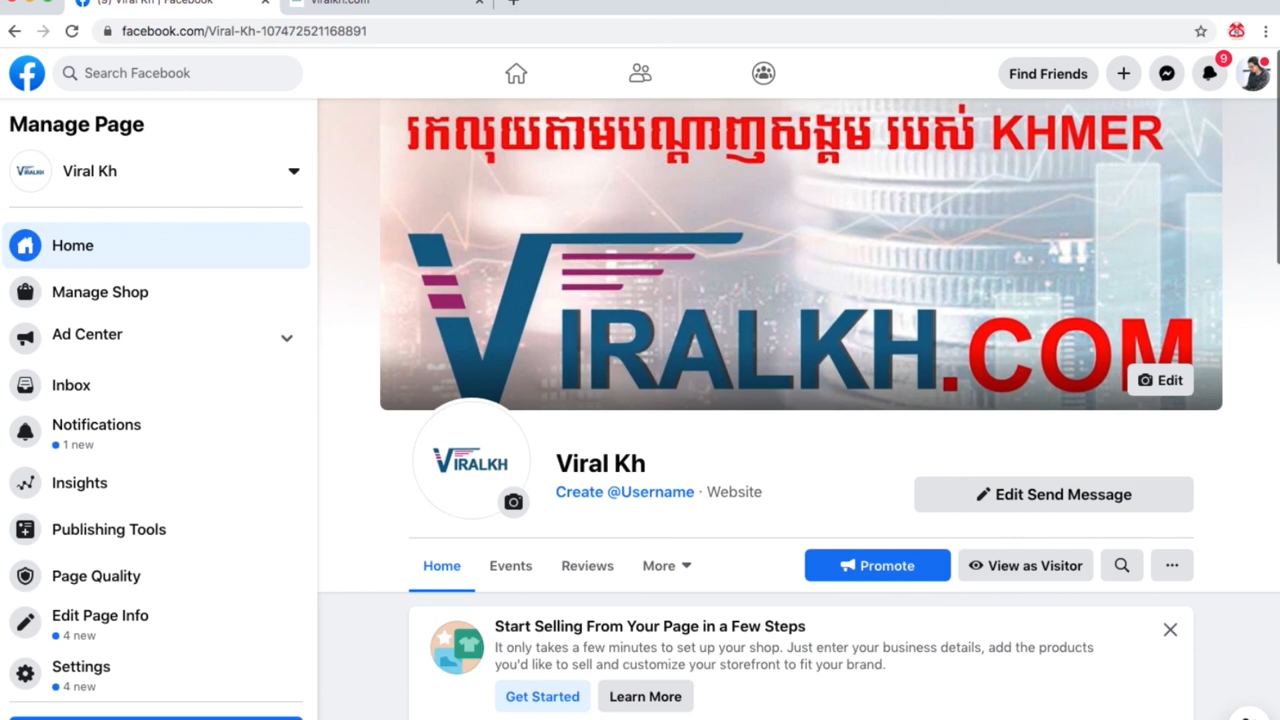 (9) Viral Kh | Facebook
viralkh.com
facebook.com/Viral-Kh-107472521168891
Search Facebook
Find Friends
9
Manage Page
Viral Kh
Home
Manage Shop
Ad Center
Inbox
Notifications
1 new
Insights
Publishing Tools
Page Quality
Edit Page Info
4 new
Settings
4 new
រកលុយតាមបណ្តាញសង្គម របស់ KHMER
VIRALKH.COM
Edit
VIRALKH
Viral Kh
Create @Username · Website
Edit Send Message
Home Events Reviews More
Promote
View as Visitor
Start Selling From Your Page in a Few Steps
It only takes a few minutes to set up your shop. Just enter your business details, add the products
you'd like to sell and customize your storefront to fit your brand.
Get Started
Learn More